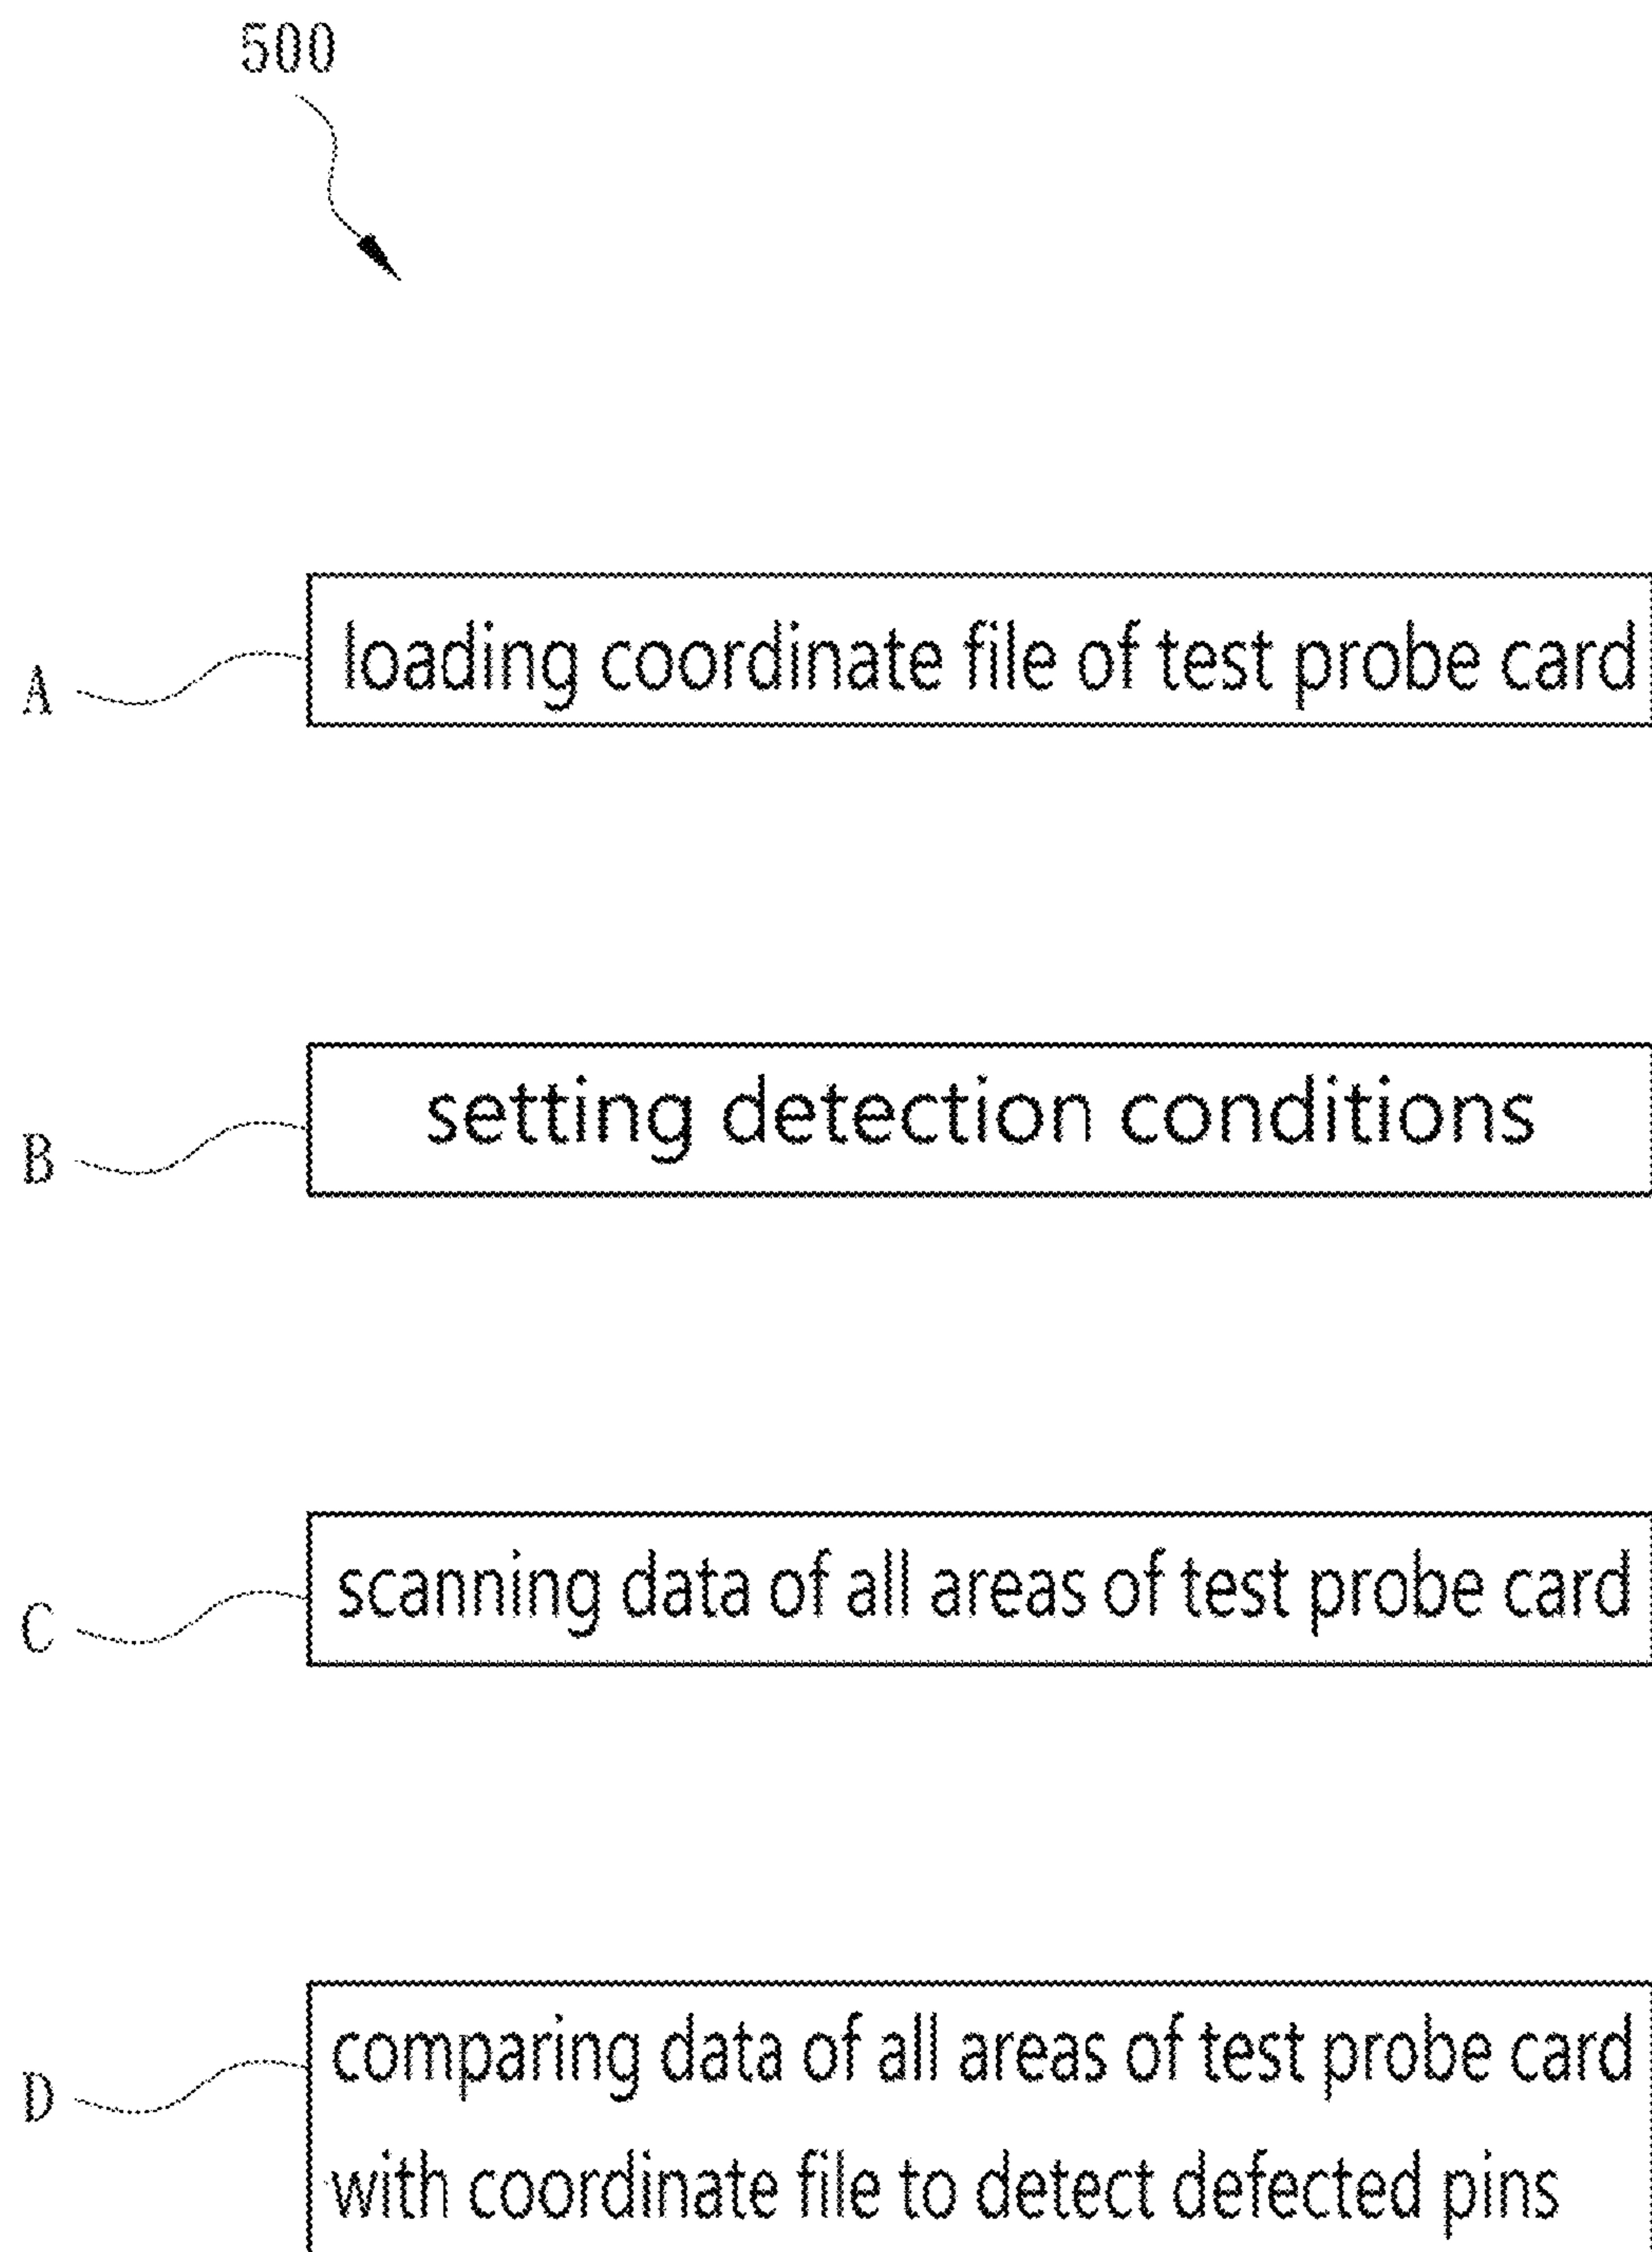 500
A
loading coordinate file of test probe card
B
setting detection conditions
C
scanning data of all areas of test probe card
D
comparing data of all areas of test probe card
with coordinate file to detect defected pins